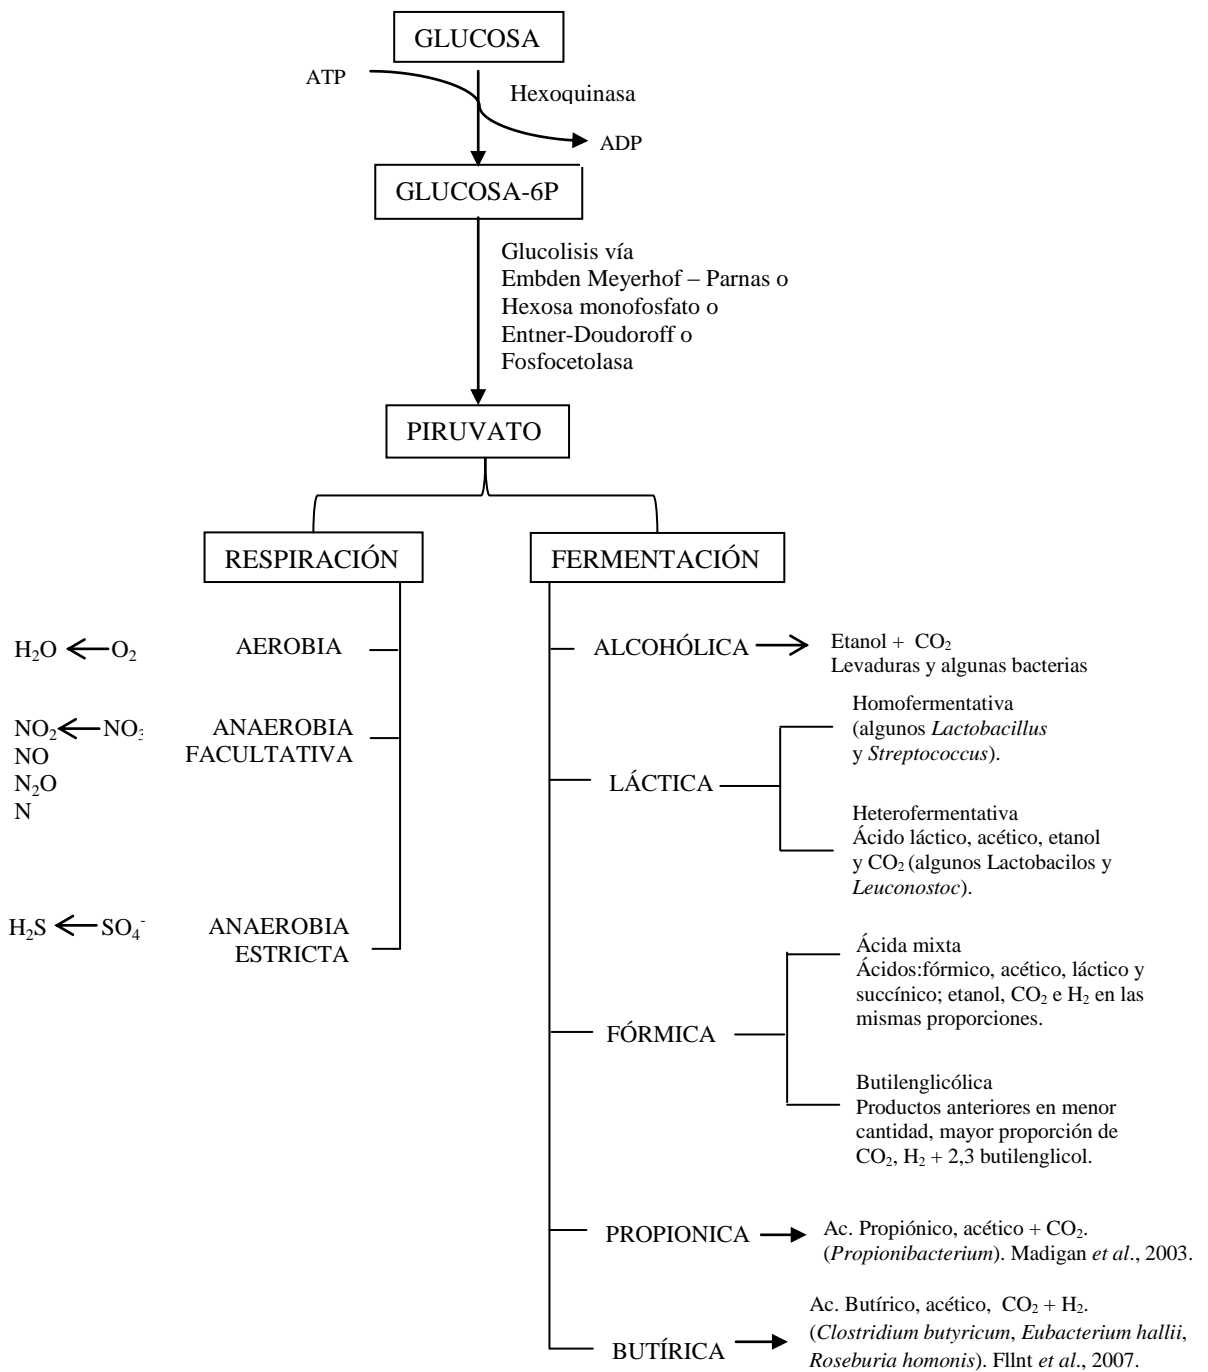 GLUCOSA
ATP
Hexoquinasa
ADP
GLUCOSA-6P
Glucolisis vía
Embden Meyerhof – Parnas o
Hexosa monofosfato o
Entner-Doudoroff o
Fosfocetolasa
PIRUVATO
RESPIRACIÓN
H₂O ← O₂
AEROBIA
NO₂ ← NO₃
NO
N₂O
N
ANAEROBIA
FACULTATIVA
H₂S ← SO₄⁻
ANAEROBIA
ESTRICTA
FERMENTACIÓN
ALCOHÓLICA
Etanol + CO₂
Levaduras y algunas bacterias
LÁCTICA
Homofermentativa
(algunos Lactobacillus
y Streptococcus).
Heterofermentativa
Ácido láctico, acético, etanol
y CO₂ (algunos Lactobacilos y
Leuconostoc).
FÓRMICA
Ácida mixta
Ácidos:fórmico, acético, láctico y
succínico; etanol, CO₂ e H₂ en las
mismas proporciones.
Butilenglicólica
Productos anteriores en menor
cantidad, mayor proporción de
CO₂, H₂ + 2,3 butilenglicol.
PROPIONICA
Ac. Propiónico, acético + CO₂.
(Propionibacterium). Madigan et al., 2003.
BUTÍRICA
Ac. Butírico, acético, CO₂ + H₂.
(Clostridium butyricum, Eubacterium hallii,
Roseburia homonis). Fllnt et al., 2007.